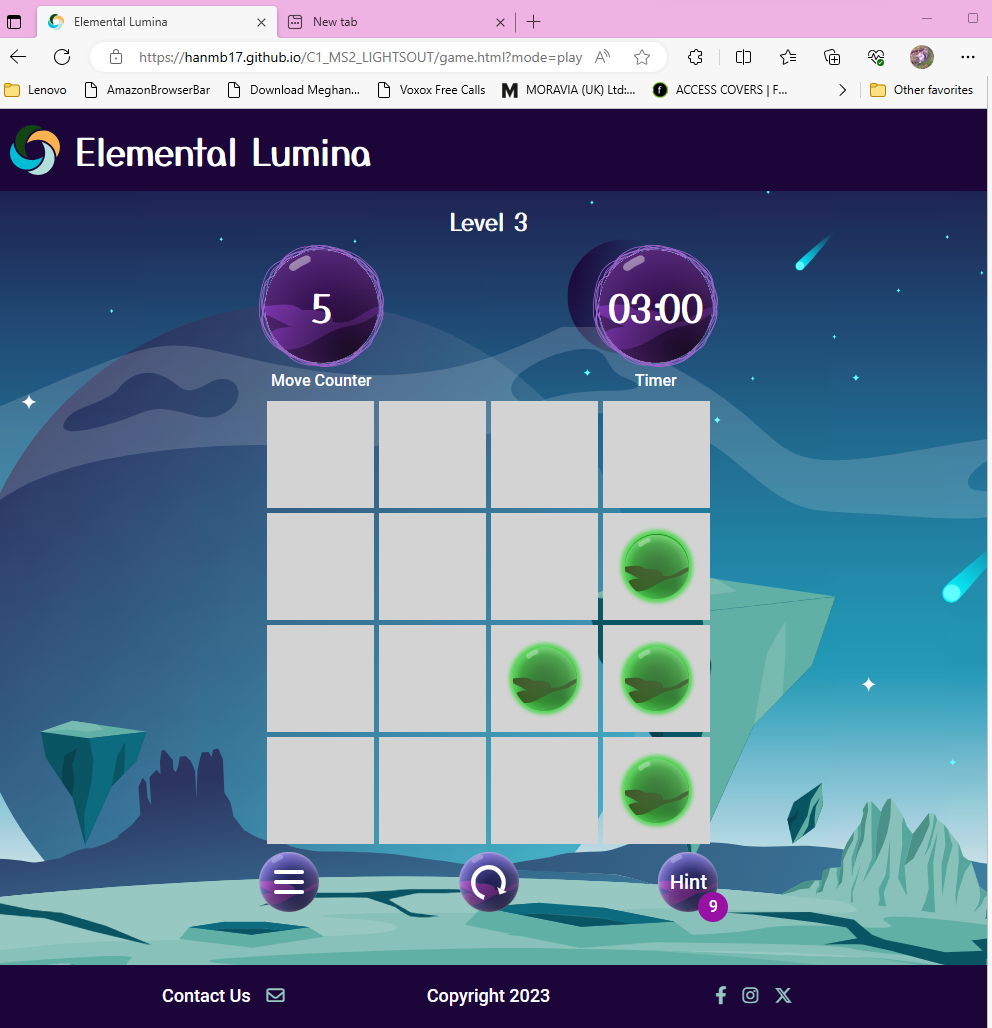 Elemental Lumina
New tab
https://hanmb17.github.io/C1_MS2_LIGHTSOUT/game.html?mode=play
Lenovo
AmazonBrowserBar
Download Meghan...
Voxox Free Calls
MORAVIA (UK) Ltd:...
ACCESS COVERS | F...
Other favorites
Elemental Lumina
Level 3
5
03:00
Move Counter
Timer
Hint
9
Contact Us
Copyright 2023